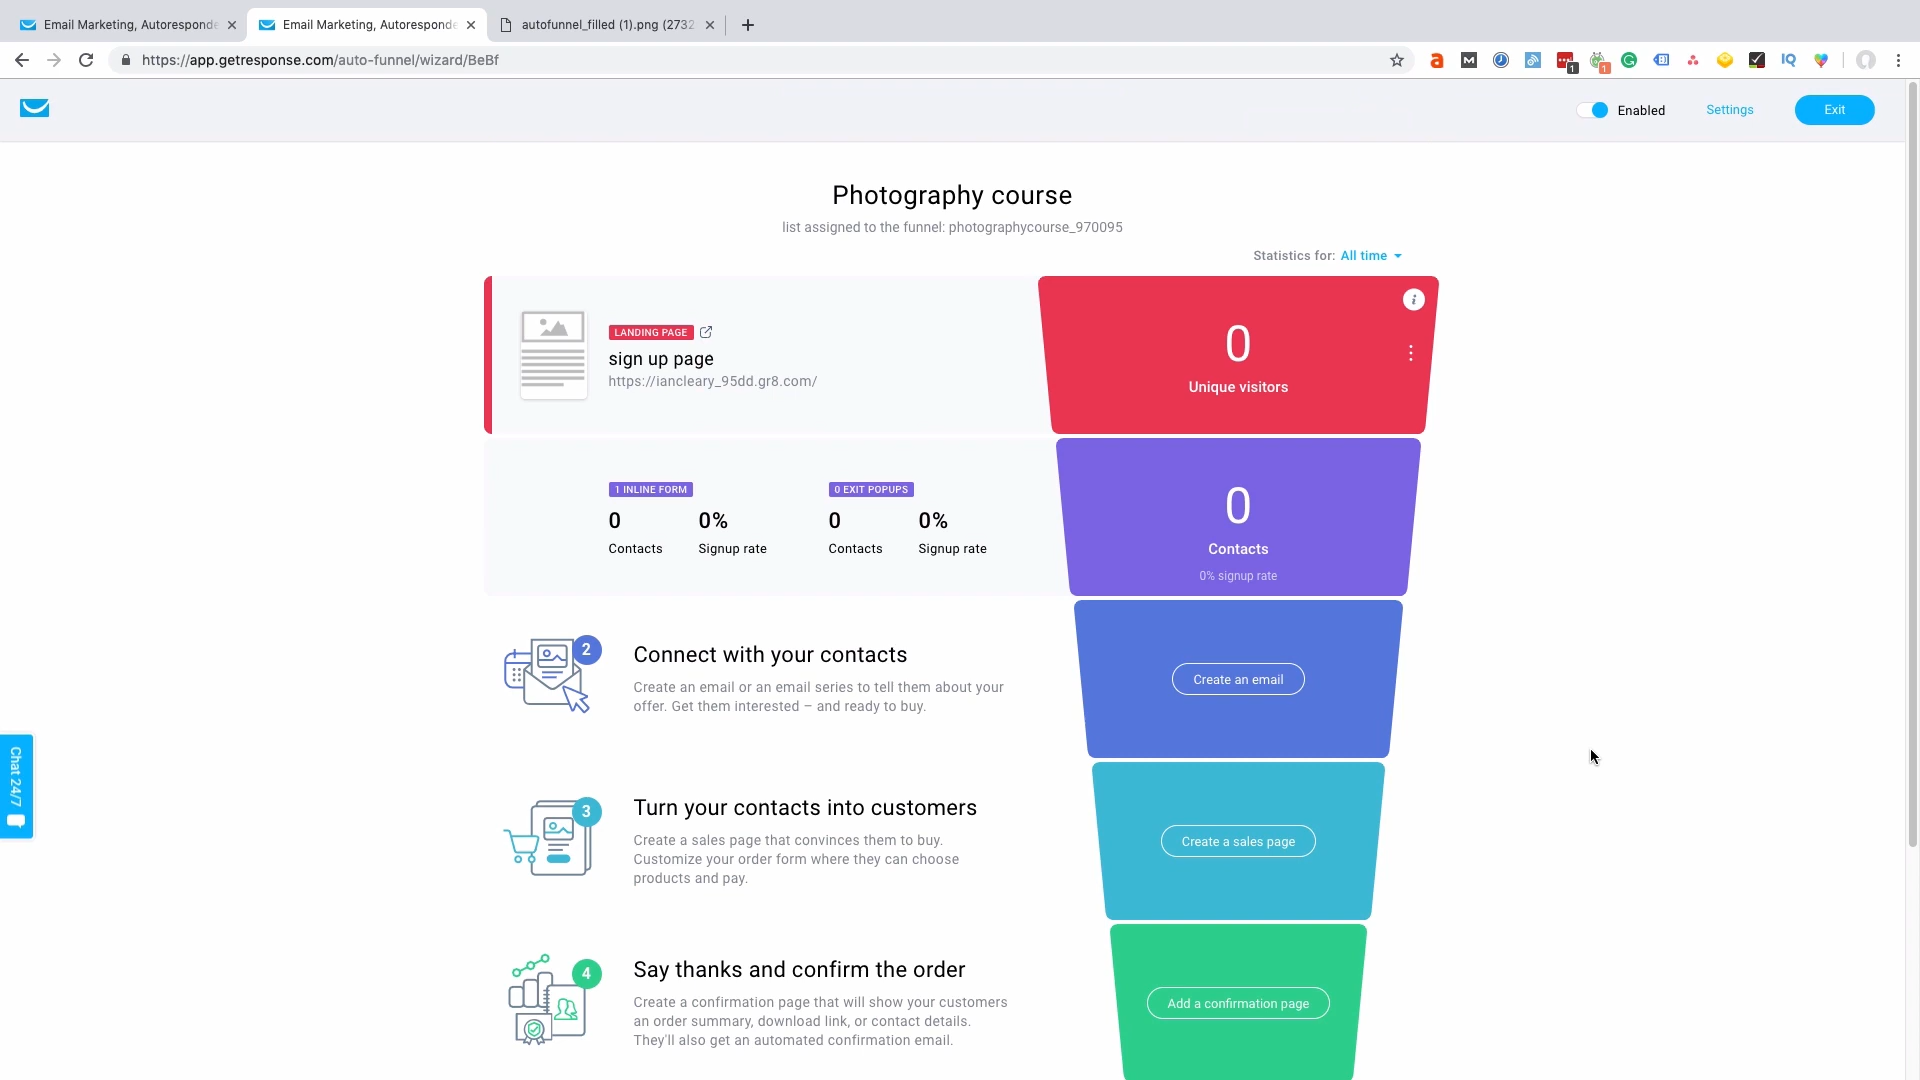 Email Marketing, Autoresponde
Email Marketing, Autoresponde
autofunnel_filled (1).png (2732
https://app.getresponse.com/auto-funnel/wizard/BeBf
Enabled
Settings
Exit
Photography course
list assigned to the funnel: photographycourse_970095
Statistics for: All time
LANDING PAGE
sign up page
https://iancleary_95dd.gr8.com/
0
Unique visitors
1 INLINE FORM
0 EXIT POPUPS
0 0% 0 0%
Contacts Signup rate Contacts Signup rate
0
Contacts
0% signup rate
2
Connect with your contacts
Create an email or an email series to tell them about your
offer. Get them interested – and ready to buy.
Create an email
3
Turn your contacts into customers
Create a sales page that convinces them to buy.
Customize your order form where they can choose
products and pay.
Create a sales page
4
Say thanks and confirm the order
Create a confirmation page that will show your customers
an order summary, download link, or contact details.
They'll also get an automated confirmation email.
Add a confirmation page
Chat 24/7